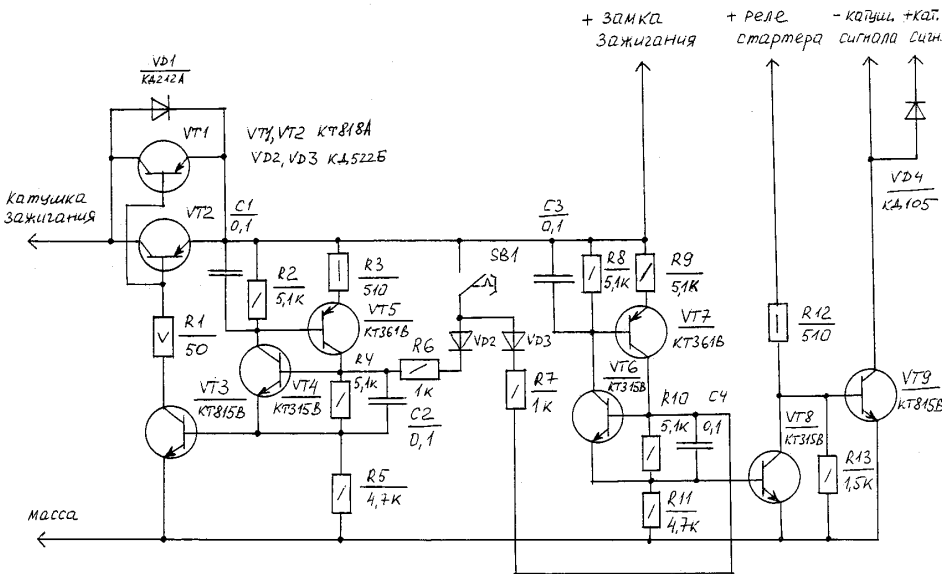 + замка
зажигания
+ реле
стартера
- катуш.
сигнала
+кат.
сигн.
VD1
КД212А
VT1
VT1, VT2 КТ818А
VD2, VD3 КД522Б
Катушка
зажигания
VT2
C1
0,1
R2
5,1к
R3
510
VT5
КТ361В
C3
0,1
SB1
R8
5,1к
R9
5,1к
VT7
КТ361В
VD4
КД105
R12
510
R1
50
VT3
КТ815В
VT4
КТ315В
R4
5,1к
R6
1к
VD2
VD3
R7
1к
VT6
КТ315В
R10
5,1к
C4
0,1
VT8
КТ315В
VT9
КТ815В
C2
0,1
R5
4,7к
R11
4,7к
R13
1,5к
масса